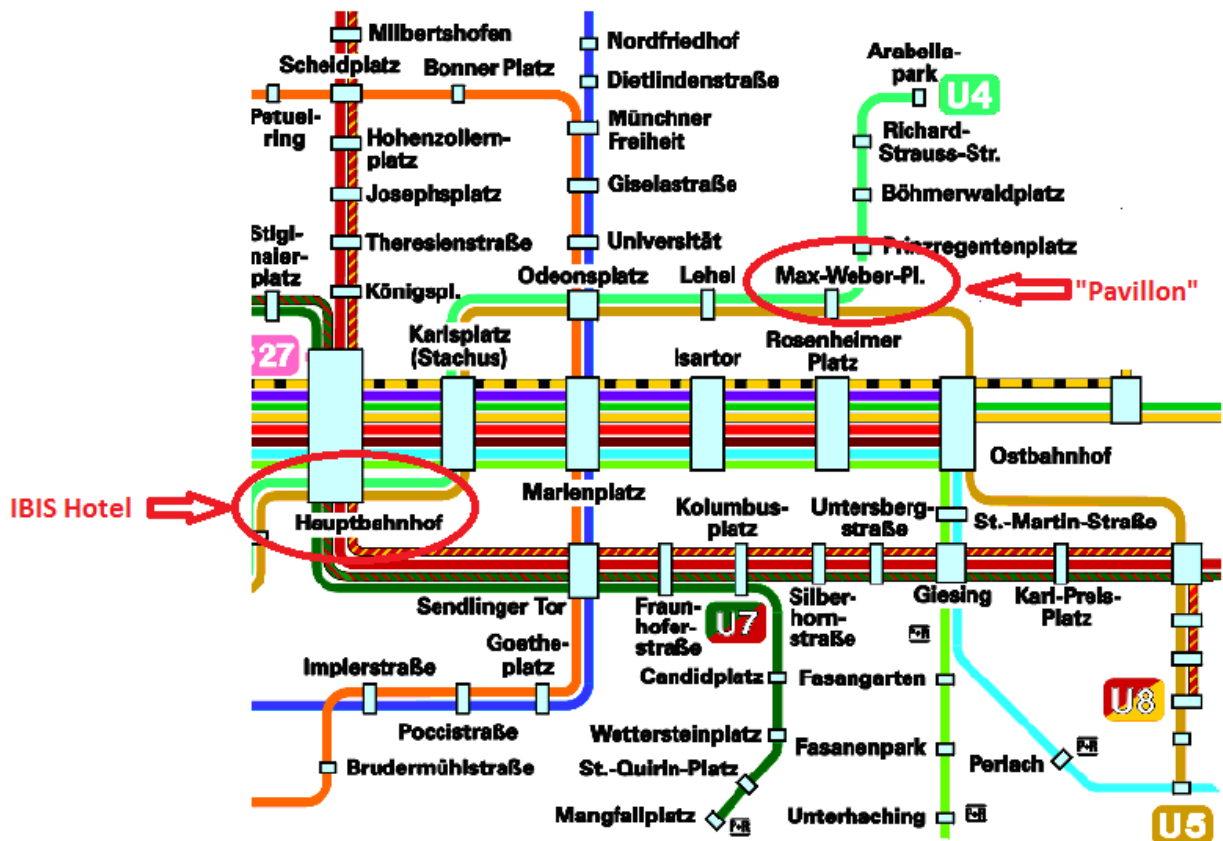 Milbertshofen
Scheidplatz
Bonner Platz
Nordfriedhof
Dietlindenstraße
Arabella-
park
U4
Petuel-
ring
Hohenzollern-
platz
Münchner
Freiheit
Richard-
Strauss-Str.
Josephsplatz
Giselastraße
Böhmerwaldplatz
Stigl-
maier-
platz
Theresienstraße
Universität
Prinzregentenplatz
Königspl.
Odeonsplatz
Lehel
Max-Weber-Pl.
"Pavillon"
Karlsplatz
(Stachus)
27
Isartor
Rosenheimer
Platz
Ostbahnhof
IBIS Hotel
Hauptbahnhof
Marienplatz
Kolumbus-
platz
Untersberg-
straße
St.-Martin-Straße
Sendlinger Tor
Fraun-
hofer-
straße
U7
Silber-
horn-
straße
Giesing
Karl-Preis-
Platz
P+R
Goethe-
platz
Implerstraße
Candidplatz
Fasangarten
U8
Poccistraße
Wettersteinplatz
Fasanenpark
Perlach
P+R
Brudermühlstraße
St.-Quirin-Platz
Mangfallplatz
P+R
Unterhaching
P+R
U5